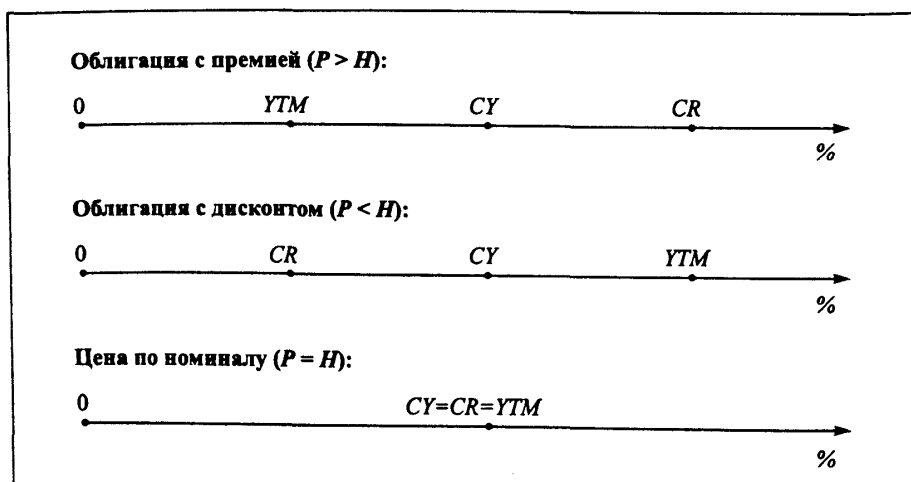 Облигация с премией (P > H):
0 YTM CY CR
%
Облигация с дисконтом (P < H):
0 CR CY YTM
%
Цена по номиналу (P = H):
0 CY=CR=YTM
%